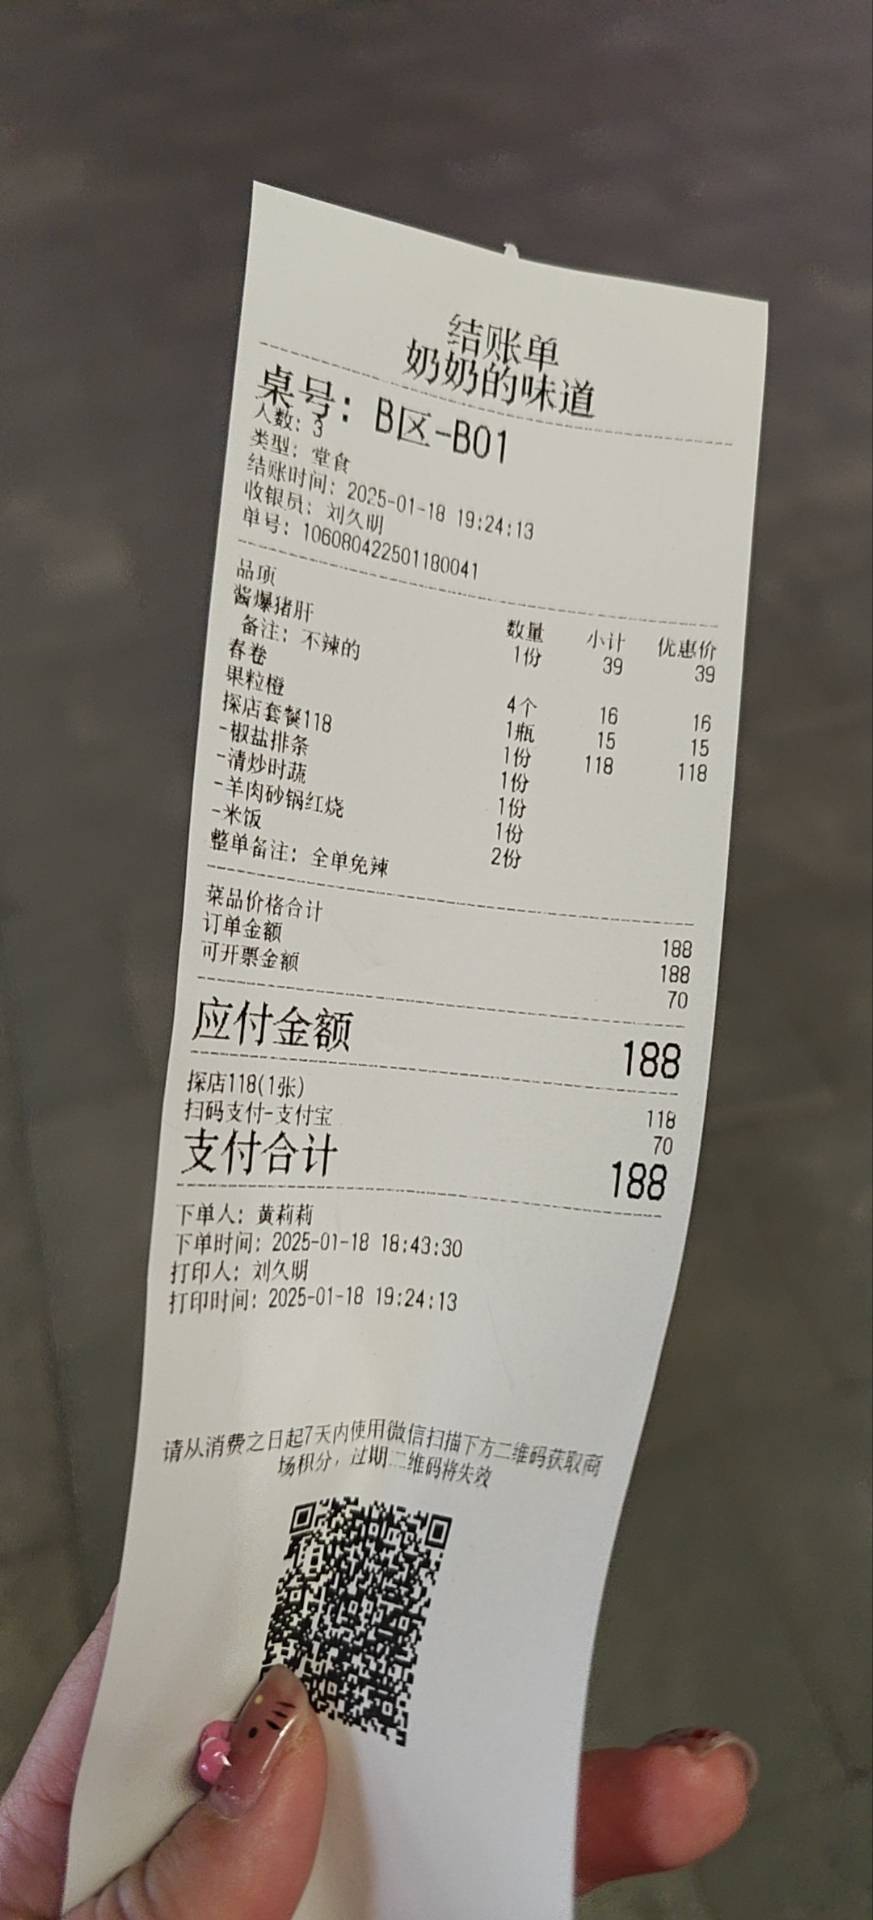 结账单
奶奶的味道
桌号：B区-B01
人数：3
类型：堂食
结账时间：2025-01-18 19:24:13
收银员：刘久明
单号：106080422501180041
品项 数量 小计 优惠价
酱爆猪肝 1份 39 39
备注：不辣的
春卷 4个 16 16
果粒橙 1瓶 15 15
探店套餐118 1份 118 118
-椒盐排条 1份
-清炒时蔬 1份
-羊肉砂锅红烧 1份
-米饭 2份
整单备注：全单免辣
菜品价格合计 188
订单金额 188
可开票金额 70
应付金额 188
探店118(1张) 118
扫码支付-支付宝 70
支付合计 188
下单人：黄莉莉
下单时间：2025-01-18 18:43:30
打印人：刘久明
打印时间：2025-01-18 19:24:13
请从消费之日起7天内使用微信扫描下方二维码获取商
场积分，过期二维码将失效